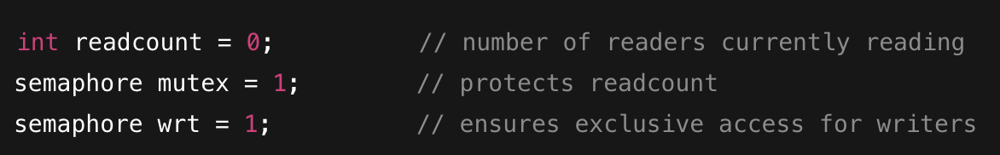 int readcount = 0;          // number of readers currently reading
semaphore mutex = 1;        // protects readcount
semaphore wrt = 1;          // ensures exclusive access for writers